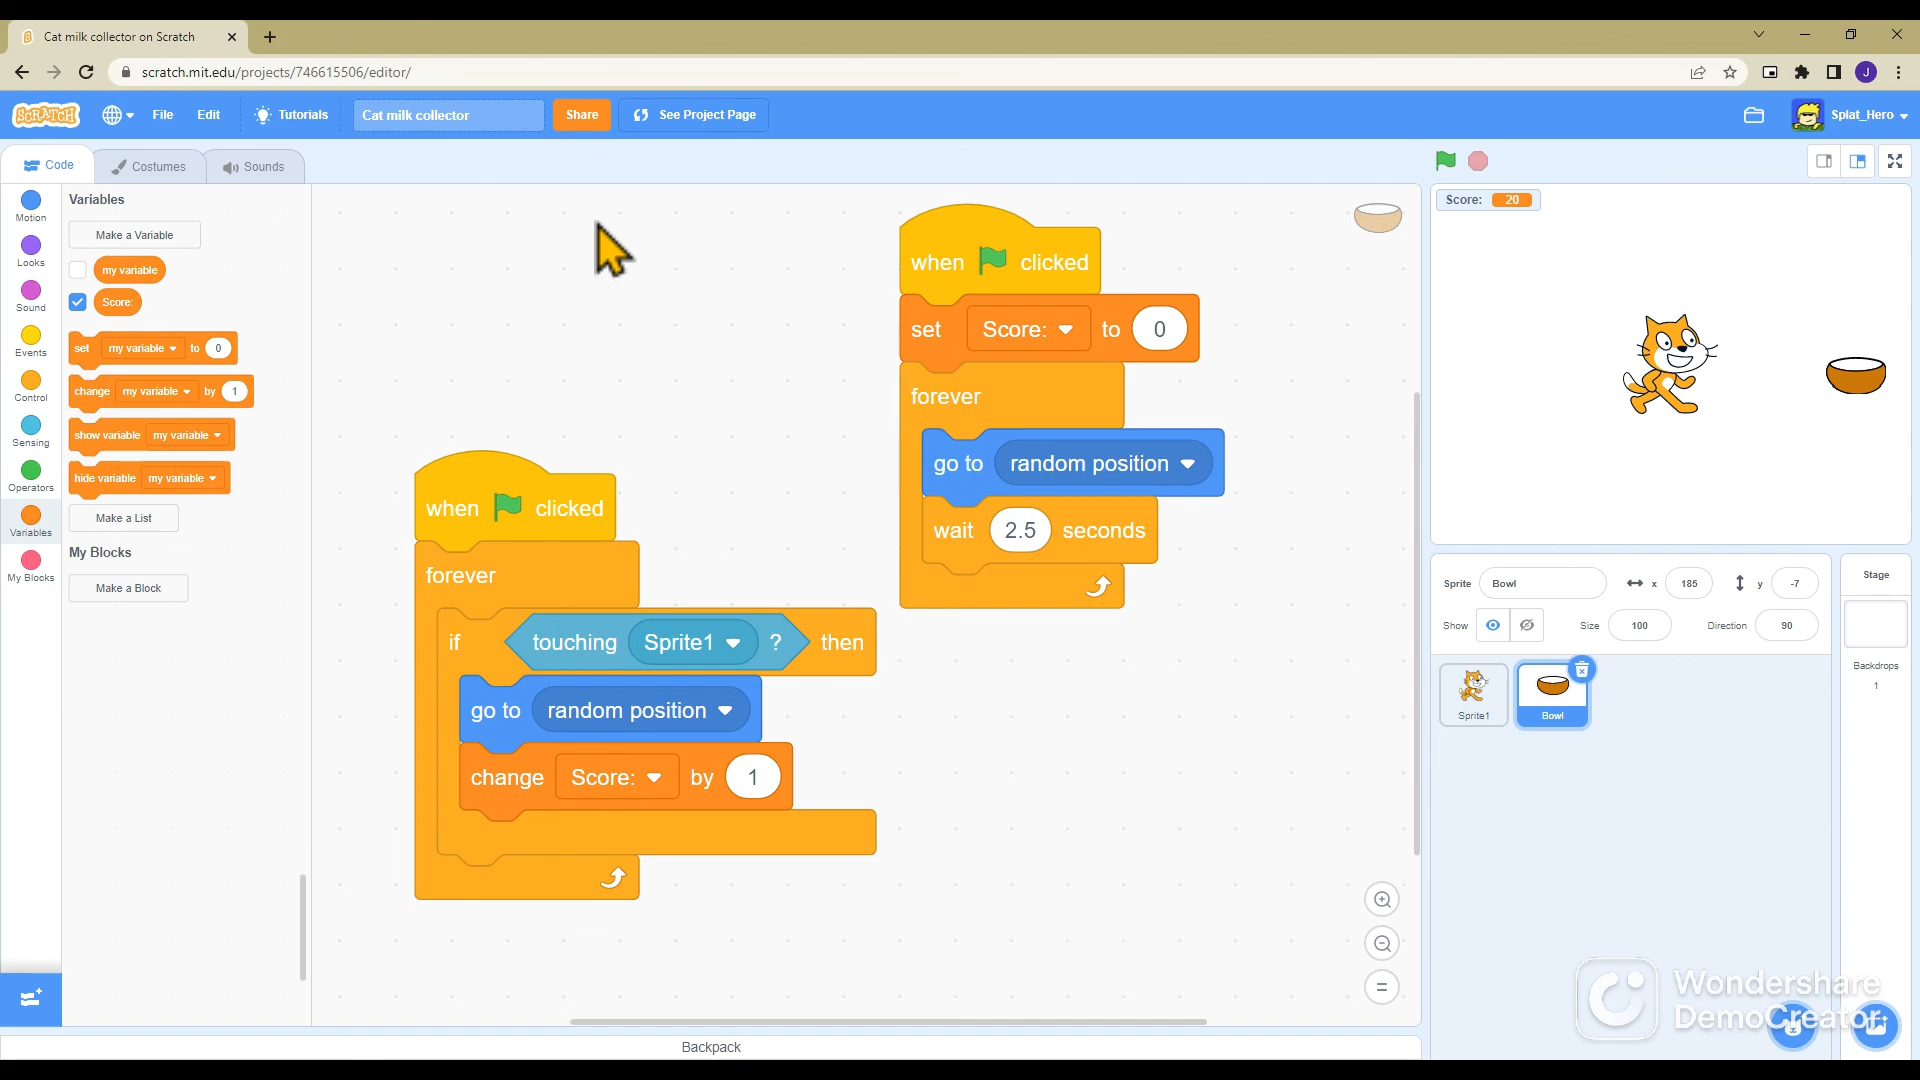 Cat milk collector on Scratch
scratch.mit.edu/projects/746615506/editor/
J
SCRATCH
File
Edit
Tutorials
Cat milk collector
Share
See Project Page
Splat_Hero
Code
Costumes
Sounds
Motion
Looks
Sound
Events
Control
Sensing
Operators
Variables
My Blocks
Variables
Make a Variable
my variable
Score:
set my variable to 0
change my variable by 1
show variable my variable
hide variable my variable
Make a List
My Blocks
Make a Block
when clicked
forever
if touching Sprite1 ? then
go to random position
change Score: by 1
when clicked
set Score: to 0
forever
go to random position
wait 2.5 seconds
Backpack
Score: 20
Sprite Bowl x 185 y -7
Show Size 100 Direction 90
Sprite1
Bowl
Stage
Backdrops
1
Wondershare
DemoCreator